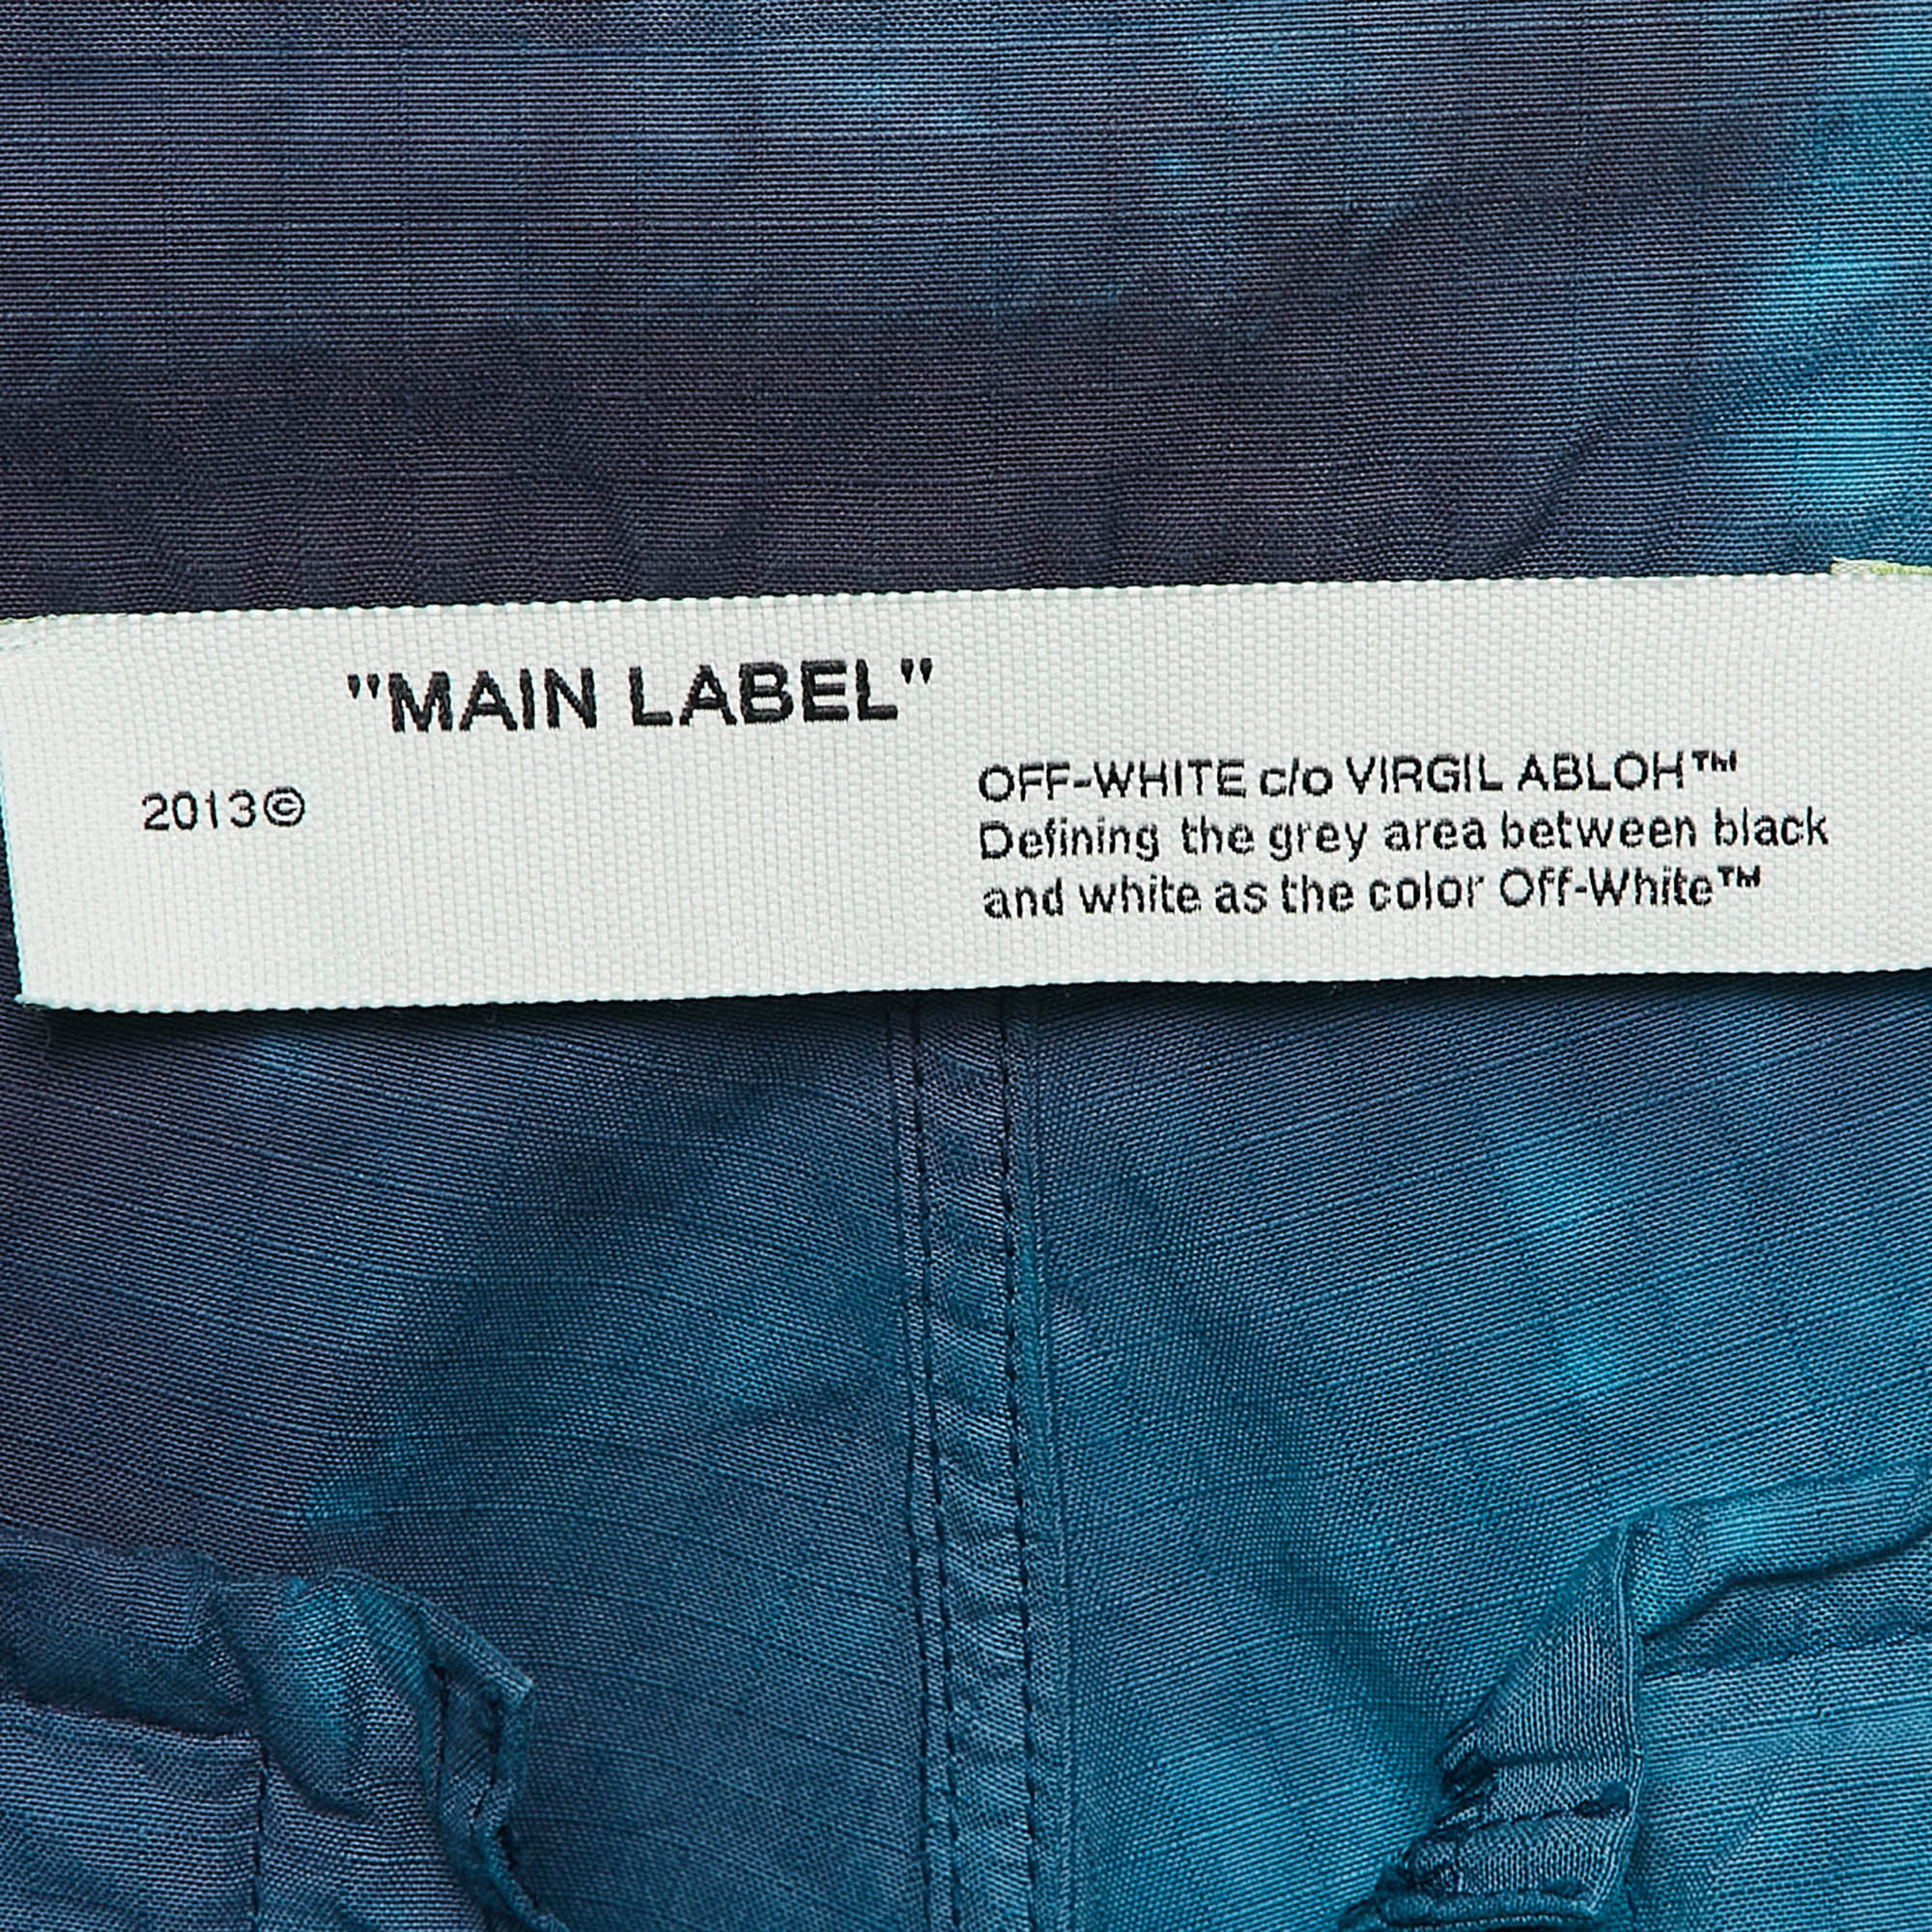 "MAIN LABEL"
2013©
OFF-WHITE c/o VIRGIL ABLOH™
Defining the grey area between black
and white as the color Off-White™